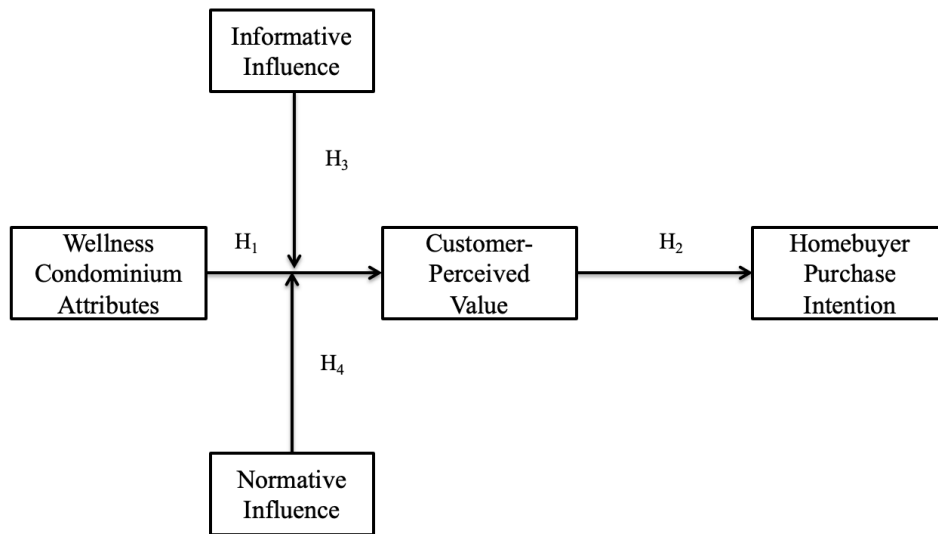 Informative
Influence
H₃
Wellness
Condominium
Attributes
H₁
Customer-
Perceived
Value
H₂
Homebuyer
Purchase
Intention
H₄
Normative
Influence